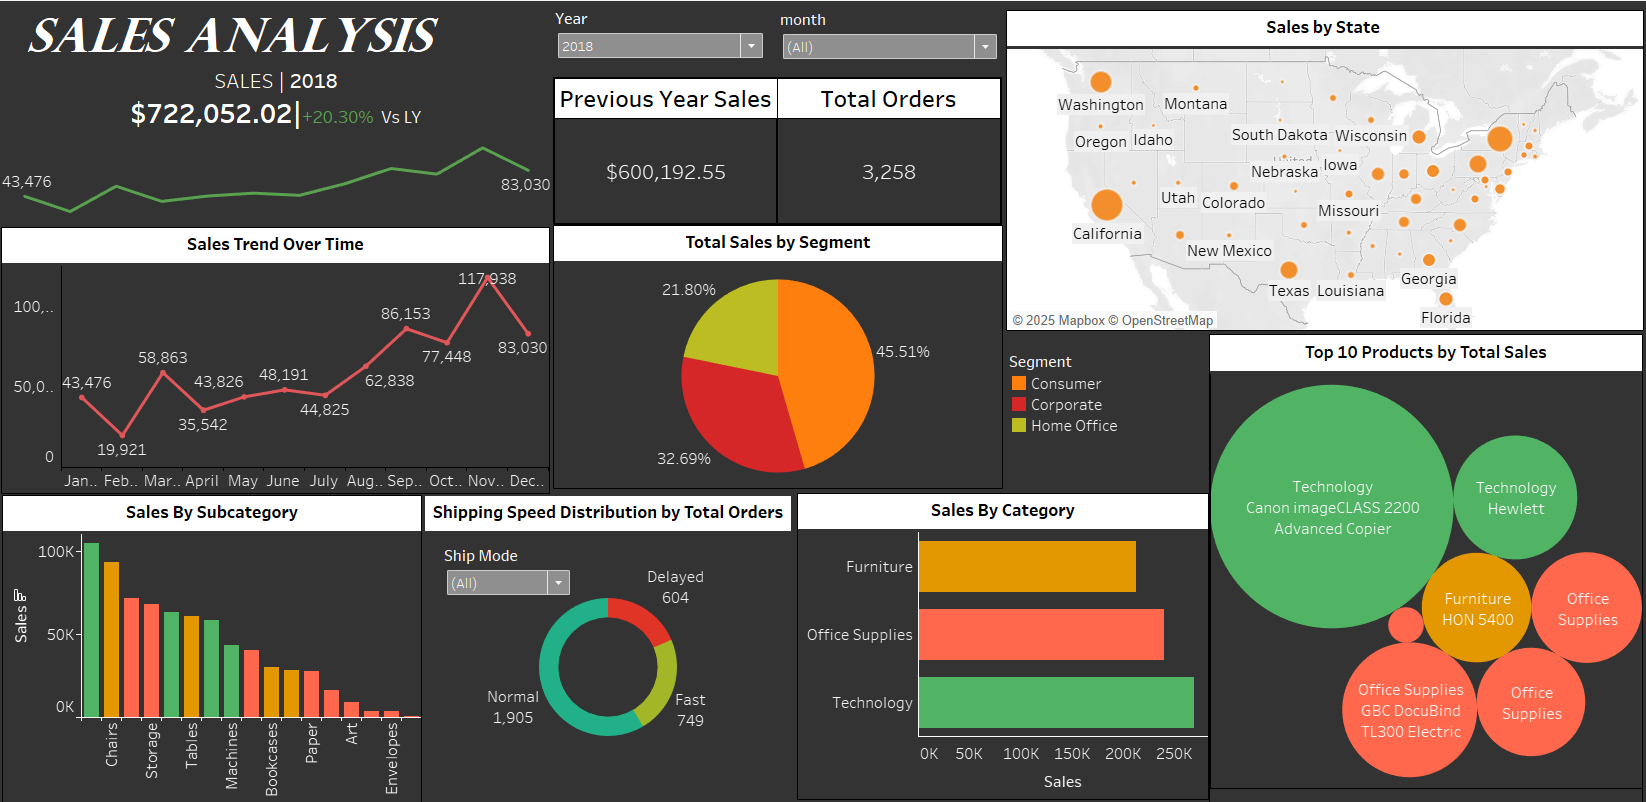 SALES ANALYSIS
SALES | 2018
$722,052.02|+20.30% Vs LY
43,476
83,030
Year
2018
month
(All)
Previous Year Sales
Total Orders
$600,192.55
3,258
Sales by State
Washington
Montana
Oregon
Idaho
South Dakota
Wisconsin
United
Nebraska
Iowa
Utah
Colorado
Missouri
California
New Mexico
Texas
Louisiana
Georgia
Florida
© 2025 Mapbox © OpenStreetMap
Sales Trend Over Time
100,..
50,0..
0
43,476
19,921
58,863
35,542
43,826
48,191
44,825
62,838
86,153
77,448
117,938
83,030
Jan..
Feb..
Mar..
April
May
June
July
Aug..
Sep..
Oct..
Nov..
Dec..
Total Sales by Segment
21.80%
45.51%
32.69%
Segment
Consumer
Corporate
Home Office
Top 10 Products by Total Sales
Technology
Canon imageCLASS 2200
Advanced Copier
Technology
Hewlett
Furniture
HON 5400
Office
Supplies
Office Supplies
GBC DocuBind
TL300 Electric
Office
Supplies
Sales By Subcategory
Sales
100K
50K
0K
Chairs
Storage
Tables
Machines
Bookcases
Paper
Art
Envelopes
Shipping Speed Distribution by Total Orders
Ship Mode
(All)
Delayed
604
Normal
1,905
Fast
749
Sales By Category
Furniture
Office Supplies
Technology
0K
50K
100K
150K
200K
250K
Sales